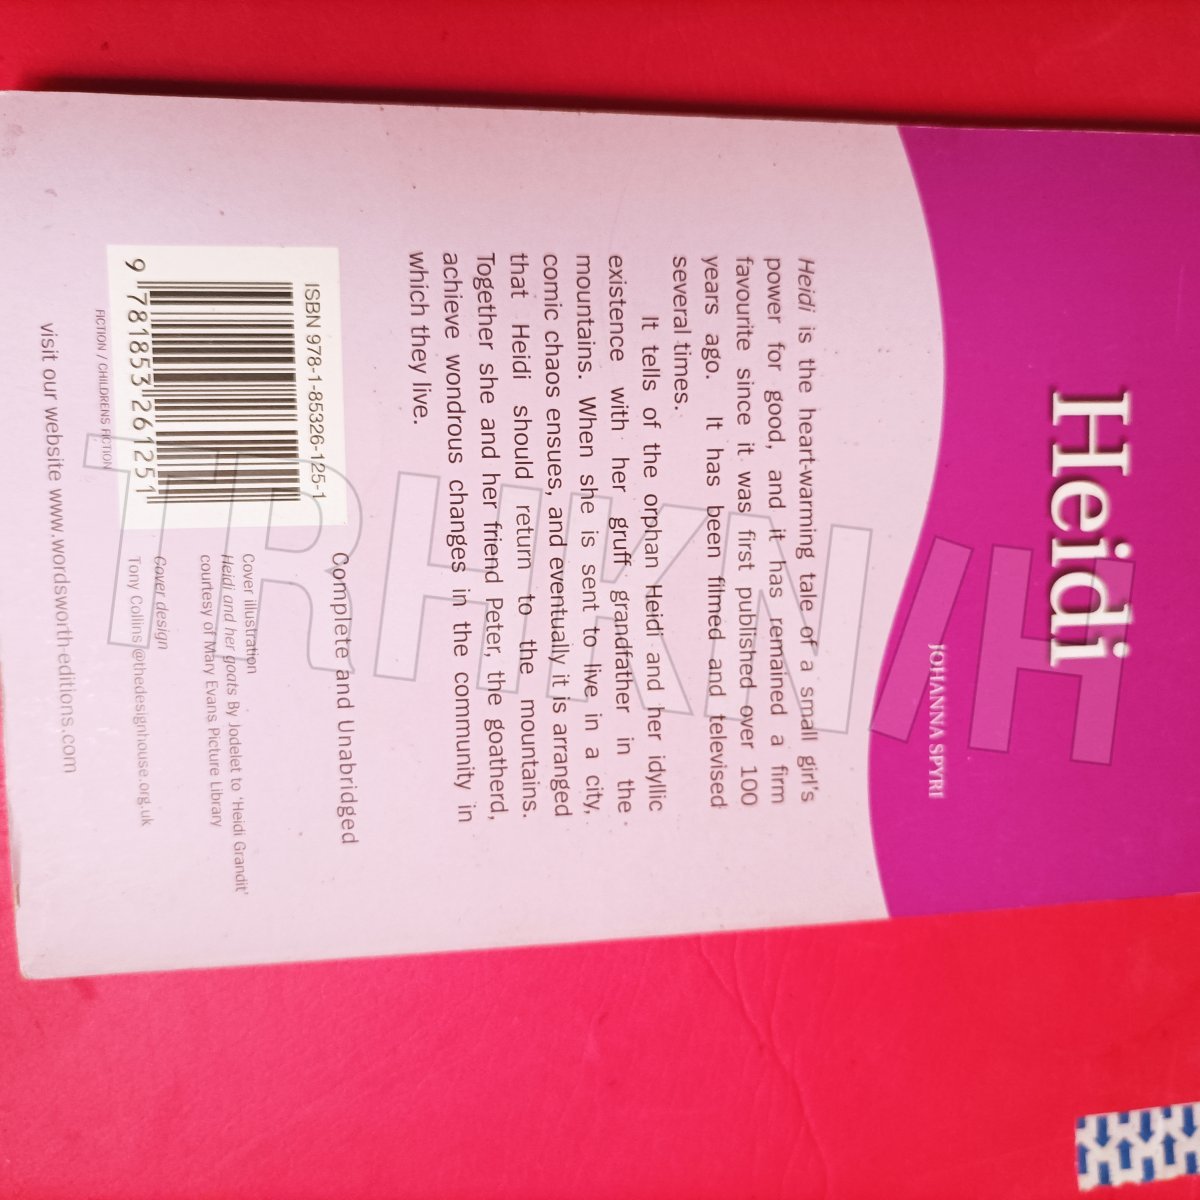 Heidi
JOHANNA SPYRI
Heidi is the heart-warming tale of a small girl's
power for good, and it has remained a firm
favourite since it was first published over 100
years ago. It has been filmed and televised
several times.
It tells of the orphan Heidi and her idyllic
existence with her gruff grandfather in the
mountains. When she is sent to live in a city,
comic chaos ensues, and eventually it is arranged
that Heidi should return to the mountains.
Together she and her friend Peter, the goatherd,
achieve wondrous changes in the community in
which they live.
Complete and Unabridged
ISBN 978-1-85326-125-1
9 781853 261251
FICTION / CHILDRENS FICTION
Cover illustration
Heidi and her goats By Jodelet to 'Heidi Grandit'
courtesy of Mary Evans Picture Library
Cover design
Tony Collins@thedesignhouse.org.uk
visit our website www.wordsworth-editions.com
TRHKN/H